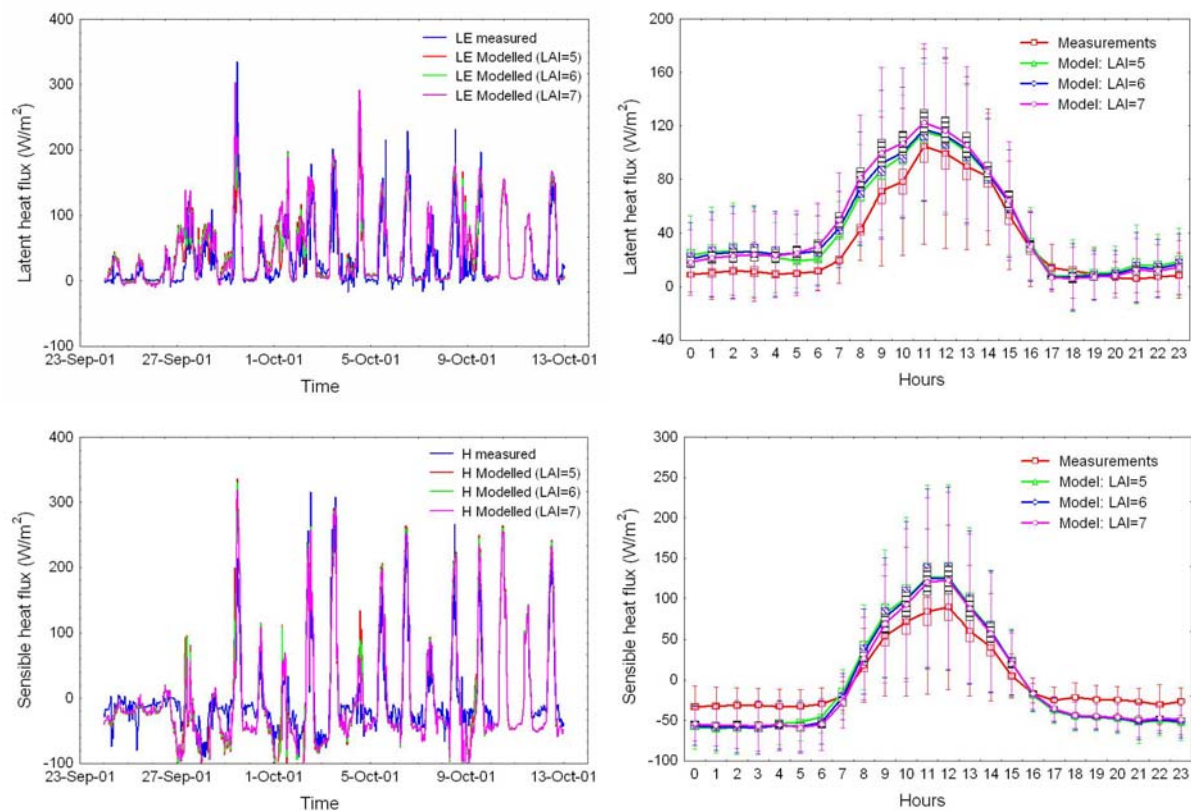 400
300
200
100
0
-100
Latent heat flux (W/m²)
LE measured
LE Modelled (LAI=5)
LE Modelled (LAI=6)
LE Modelled (LAI=7)
23-Sep-01 27-Sep-01 1-Oct-01 5-Oct-01 9-Oct-01 13-Oct-01
Time
200
160
120
80
40
0
-40
Latent heat flux (W/m²)
Measurements
Model: LAI=5
Model: LAI=6
Model: LAI=7
0 1 2 3 4 5 6 7 8 9 10 11 12 13 14 15 16 17 18 19 20 21 22 23
Hours
400
300
200
100
0
-100
Sensible heat flux (W/m²)
H measured
H Modelled (LAI=5)
H Modelled (LAI=6)
H Modelled (LAI=7)
23-Sep-01 27-Sep-01 1-Oct-01 5-Oct-01 9-Oct-01 13-Oct-01
Time
300
250
200
150
100
50
0
-50
-100
Sensible heat flux (W/m²)
Measurements
Model: LAI=5
Model: LAI=6
Model: LAI=7
0 1 2 3 4 5 6 7 8 9 10 11 12 13 14 15 16 17 18 19 20 21 22 23
Hours